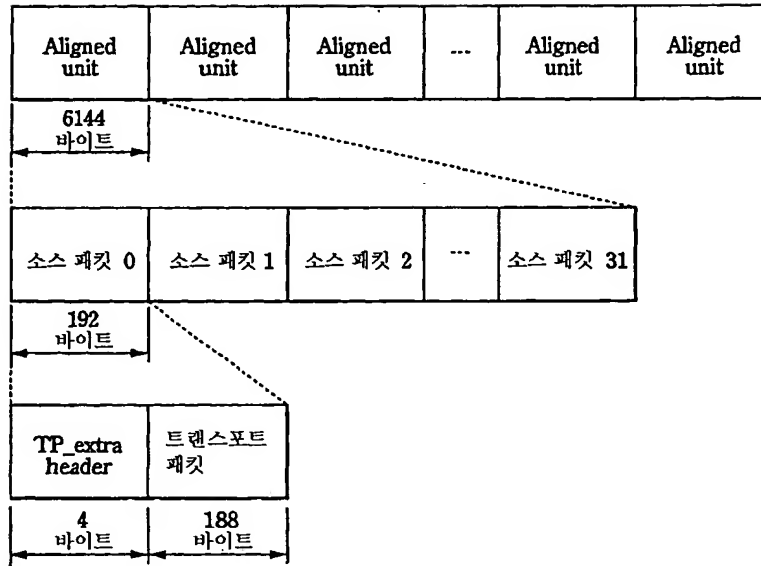 Aligned unit
Aligned unit
Aligned unit
...
Aligned unit
Aligned unit
6144
바이트
소스 패킷 0
소스 패킷 1
소스 패킷 2
...
소스 패킷 31
192
바이트
TP_extra
header
트랜스포트
패킷
4
바이트
188
바이트